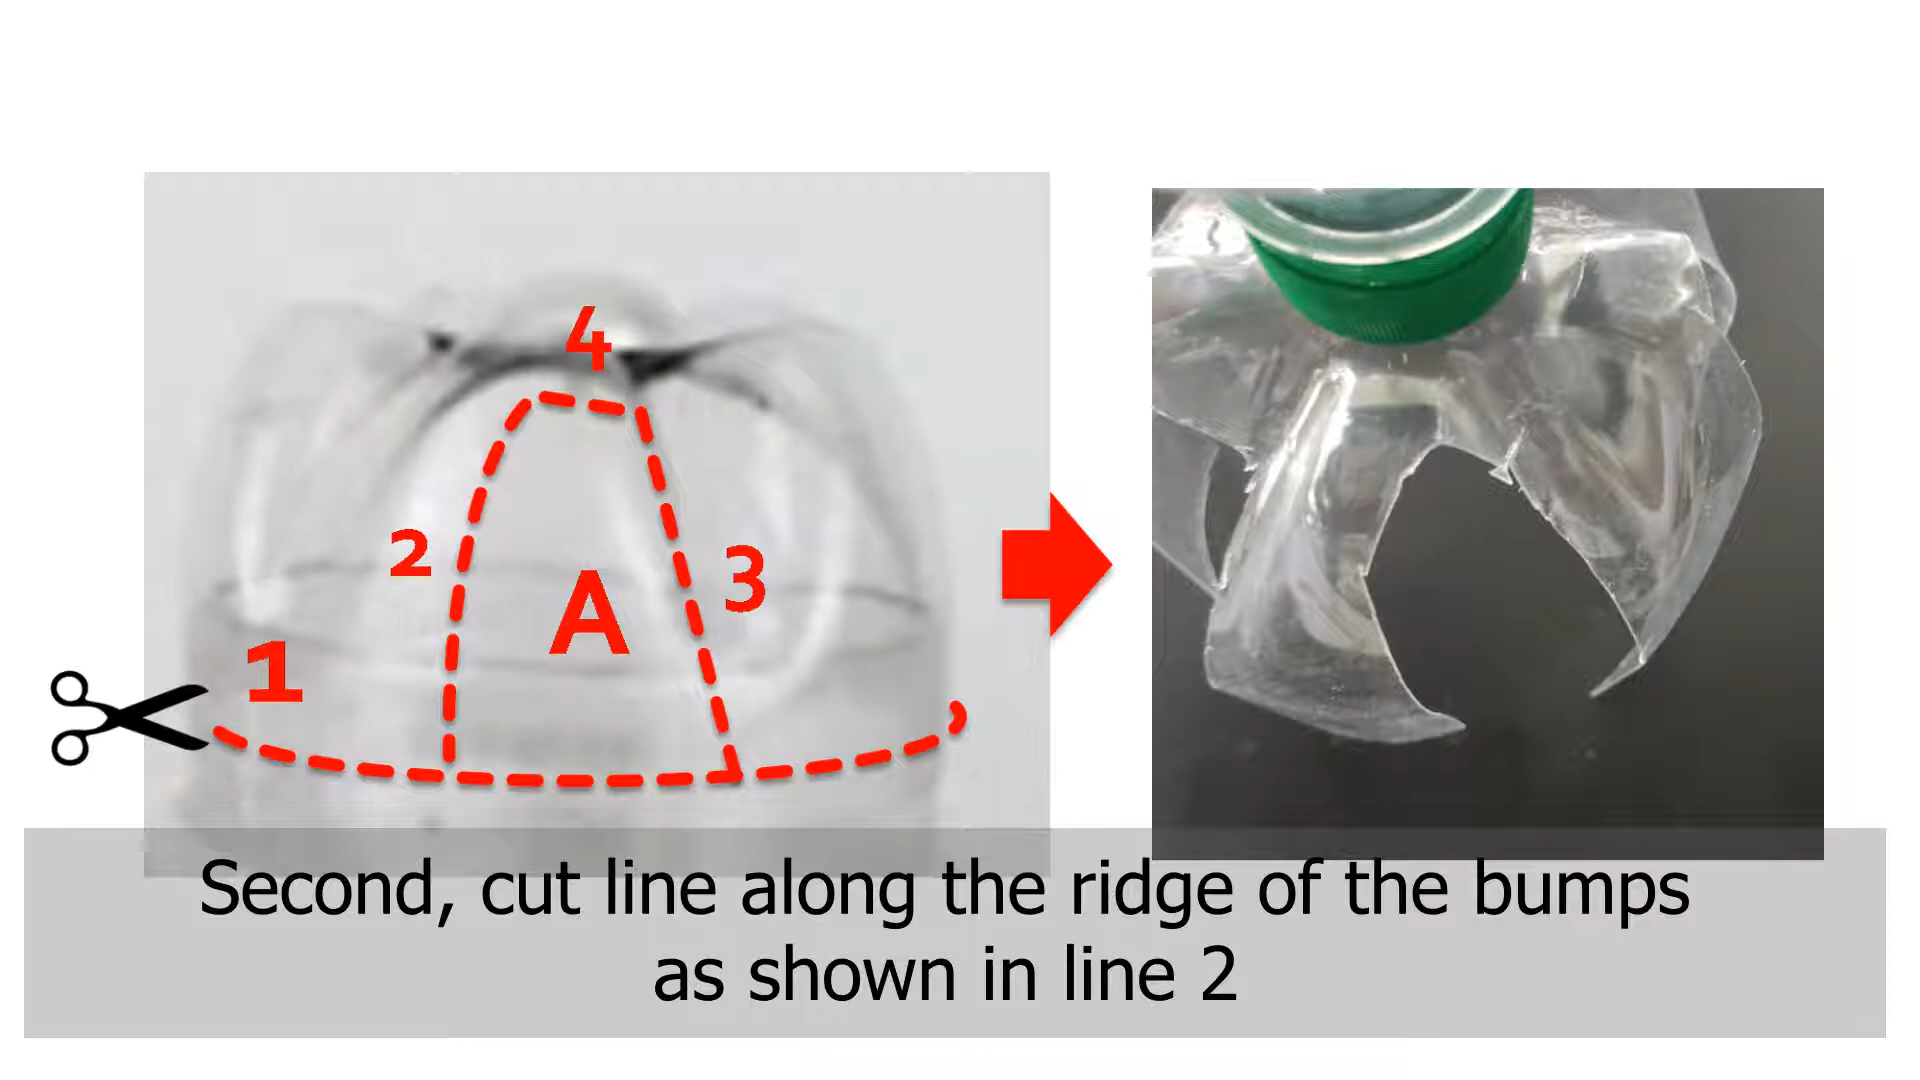 4
2
3
A
1
Second, cut line along the ridge of the bumps
as shown in line 2